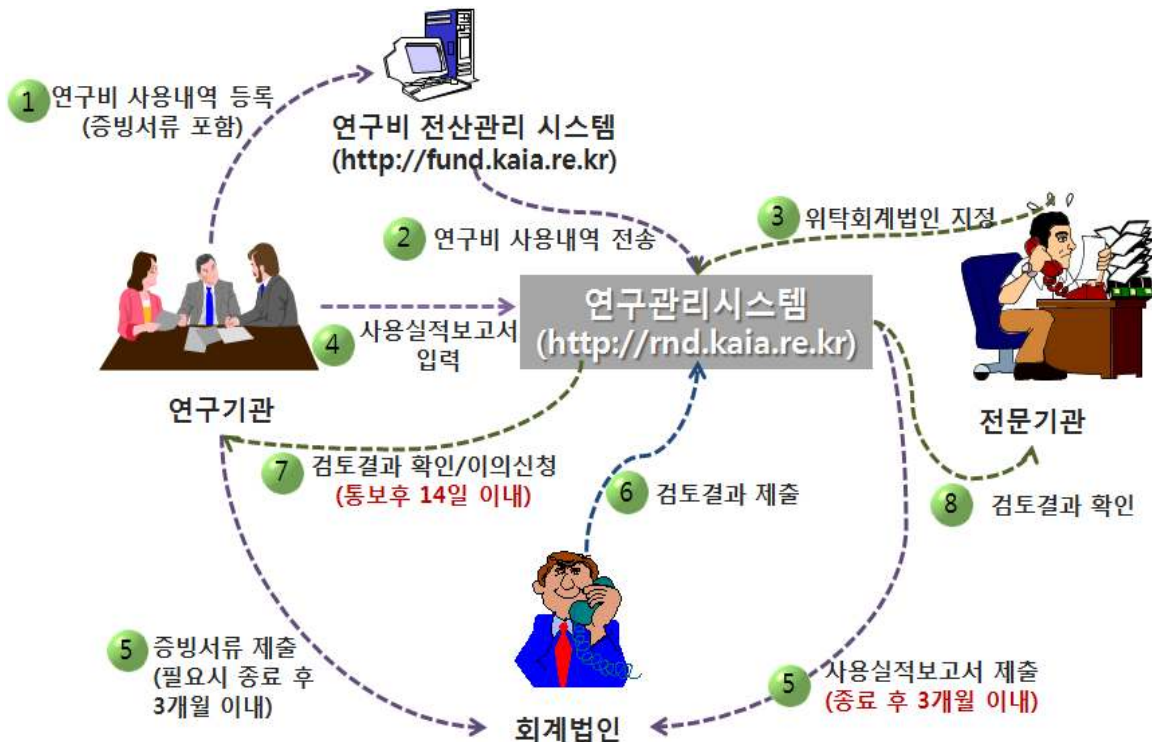 1 연구비 사용내역 등록
(증빙서류 포함)
연구비 전산관리 시스템
(http://fund.kaia.re.kr)
2 연구비 사용내역 전송
3 위탁회계법인 지정
연구관리시스템
(http://rnd.kaia.re.kr)
4 사용실적보고서
입력
연구기관
전문기관
7 검토결과 확인/이의신청
(통보후 14일 이내)
6 검토결과 제출
8 검토결과 확인
5 증빙서류 제출
(필요시 종료 후
3개월 이내)
5 사용실적보고서 제출
(종료 후 3개월 이내)
회계법인